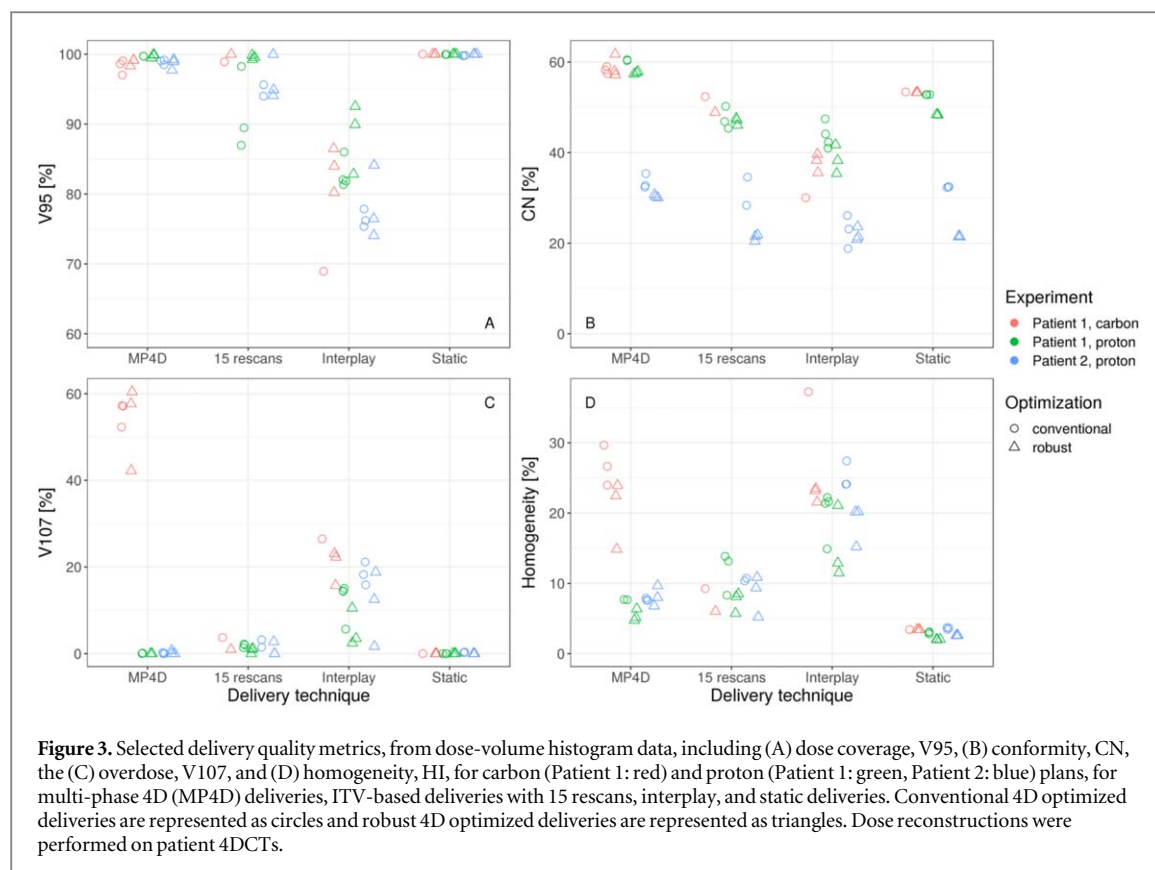 100
90
80
70
60
V95 [%]
A
MP4D 15 rescans Interplay Static
60
40
20
0
CN [%]
B
MP4D 15 rescans Interplay Static
60
40
20
0
V107 [%]
C
MP4D 15 rescans Interplay Static
Delivery technique
30
20
10
0
Homogeneity [%]
D
MP4D 15 rescans Interplay Static
Delivery technique
Experiment
Patient 1, carbon
Patient 1, proton
Patient 2, proton
Optimization
conventional
robust
Figure 3. Selected delivery quality metrics, from dose-volume histogram data, including (A) dose coverage, V95, (B) conformity, CN,
the (C) overdose, V107, and (D) homogeneity, HI, for carbon (Patient 1: red) and proton (Patient 1: green, Patient 2: blue) plans, for
multi-phase 4D (MP4D) deliveries, ITV-based deliveries with 15 rescans, interplay, and static deliveries. Conventional 4D optimized
deliveries are represented as circles and robust 4D optimized deliveries are represented as triangles. Dose reconstructions were
performed on patient 4DCTs.